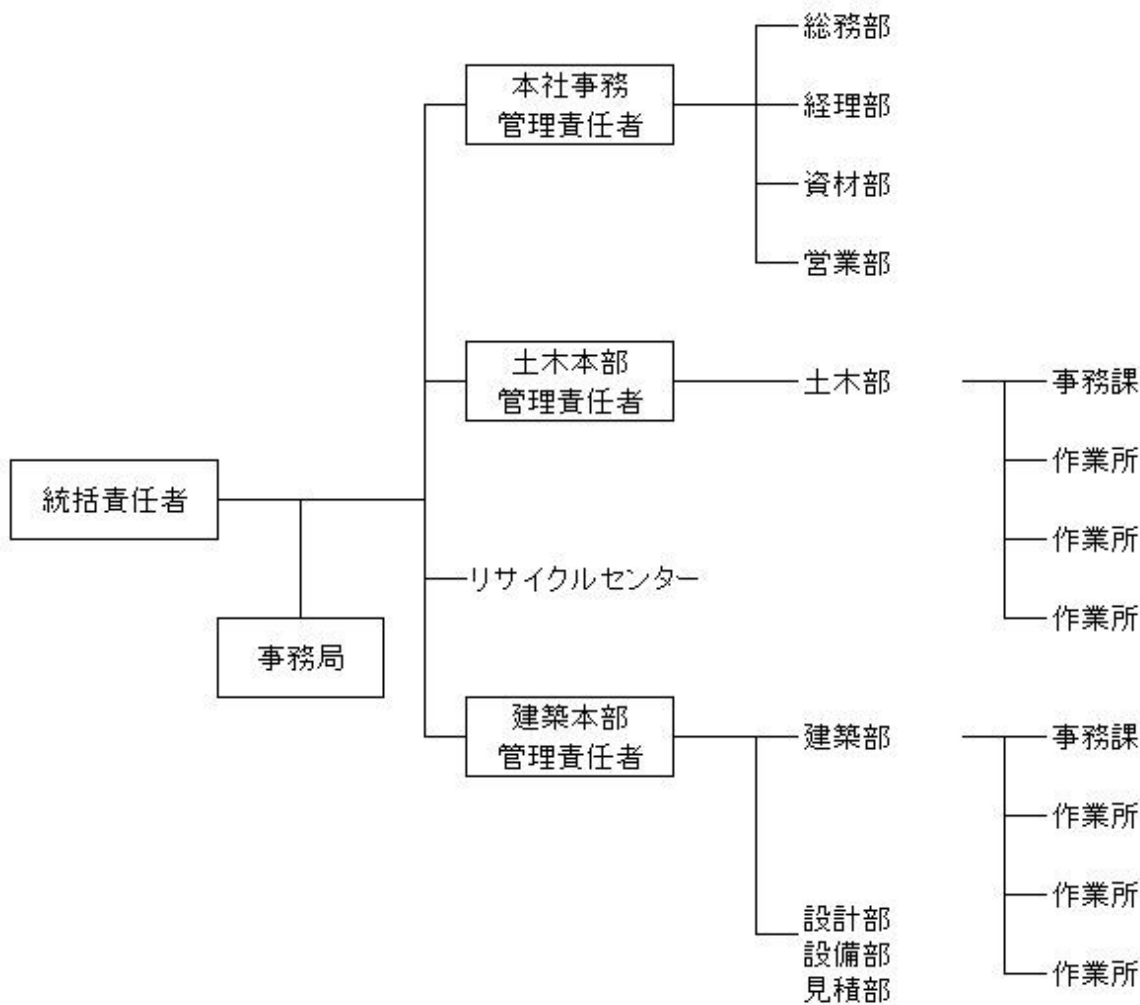 総務部
本社事務
管理責任者
経理部
資材部
営業部
土木本部
管理責任者
土木部
事務課
作業所
作業所
作業所
統括責任者
事務局
リサイクルセンター
建築本部
管理責任者
建築部
事務課
作業所
作業所
作業所
設計部
設備部
見積部